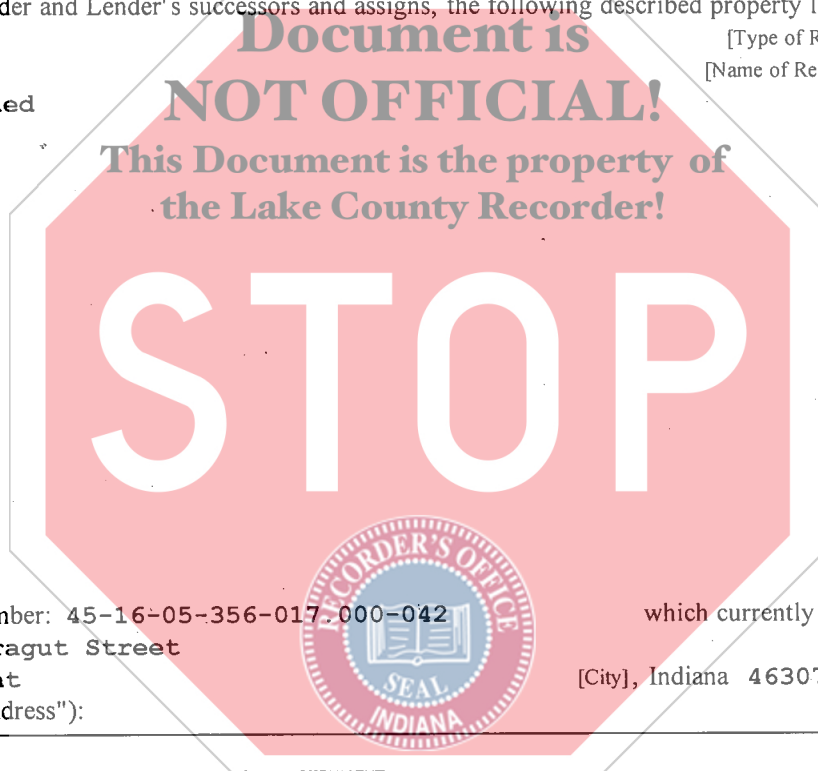 der and Lender's successors and assigns, the following described property l
Document is
[Type of R
NOT OFFICIAL!
[Name of Re
ed
This Document is the property of
the Lake County Recorder!
STOP
RECORDER'S OFFICE
nber: 45-16-05-356-017.000-042 which currently
ragut Street
t [City], Indiana 46307
dress"):
SEAL
INDIANA